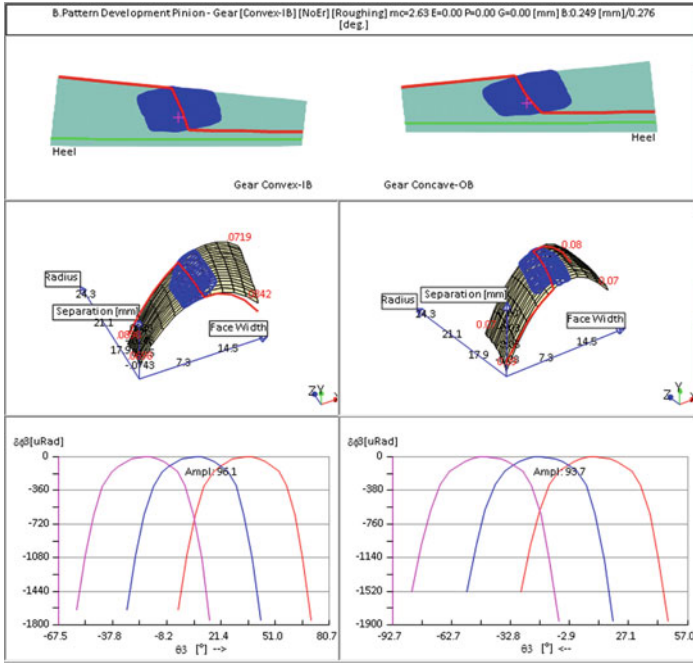 B.Pattern Development Pinion - Gear [Convex-IB] [NoEr] [Roughing] mc=2.63 E=0.00 P=0.00 G=0.00 [mm] B:0.249 [mm]/0.276
[deg.]
Heel
Heel
Gear Convex-IB
Gear Concave-OB
.0719
Radius
24.3
21.1
17.9
Separation [mm]
.0743
Face Width
14.5
7.3
Z Y
0.08
0.07
Radius
24.3
21.1
17.9
Separation [mm]
Face Width
14.5
7.3
Z Y
δφ3[uRad]
Ampl: 96.1
0
-360
-720
-1080
-1440
-1800
-67.5 -37.8 -8.2 21.4 51.0 80.7
θ3 [°] -->
δφ3[uRad]
Ampl: 93.7
0
-380
-760
-1140
-1520
-1900
-92.7 -62.7 -32.8 -2.9 27.1 57.0
θ3 [°] <--